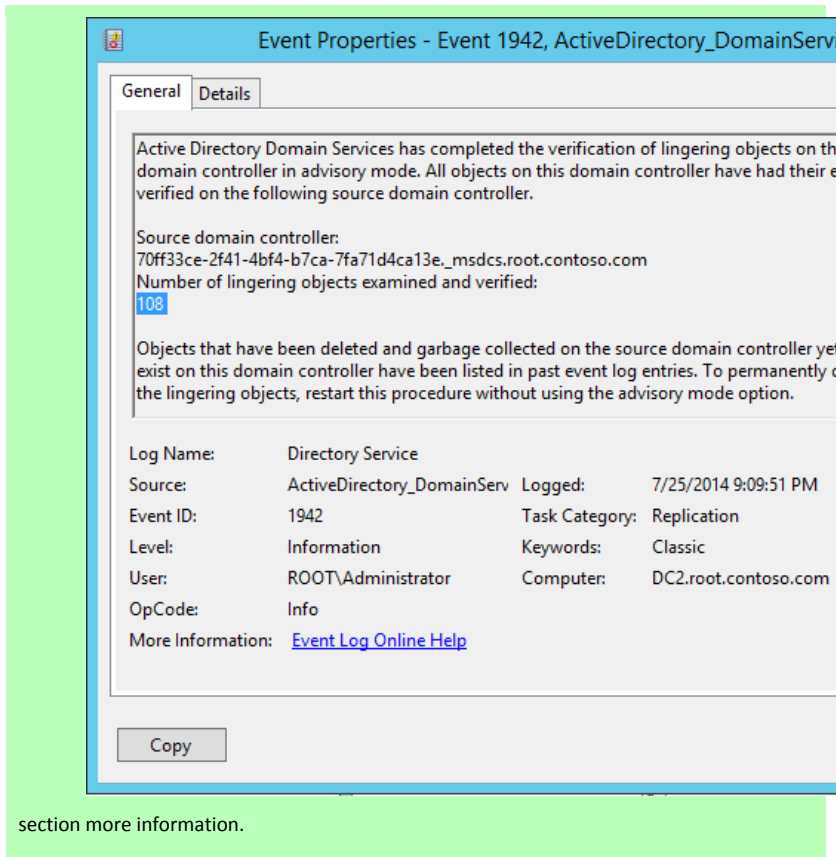 Event Properties - Event 1942, ActiveDirectory_DomainServi
General Details
Active Directory Domain Services has completed the verification of lingering objects on th
domain controller in advisory mode. All objects on this domain controller have had their e
verified on the following source domain controller.
Source domain controller:
70ff33ce-2f41-4bf4-b7ca-7fa71d4ca13e._msdcs.root.contoso.com
Number of lingering objects examined and verified:
108
Objects that have been deleted and garbage collected on the source domain controller yet
exist on this domain controller have been listed in past event log entries. To permanently d
the lingering objects, restart this procedure without using the advisory mode option.
Log Name: Directory Service
Source: ActiveDirectory_DomainServ Logged: 7/25/2014 9:09:51 PM
Event ID: 1942 Task Category: Replication
Level: Information Keywords: Classic
User: ROOT\Administrator Computer: DC2.root.contoso.com
OpCode: Info
More Information: Event Log Online Help
Copy
section more information.